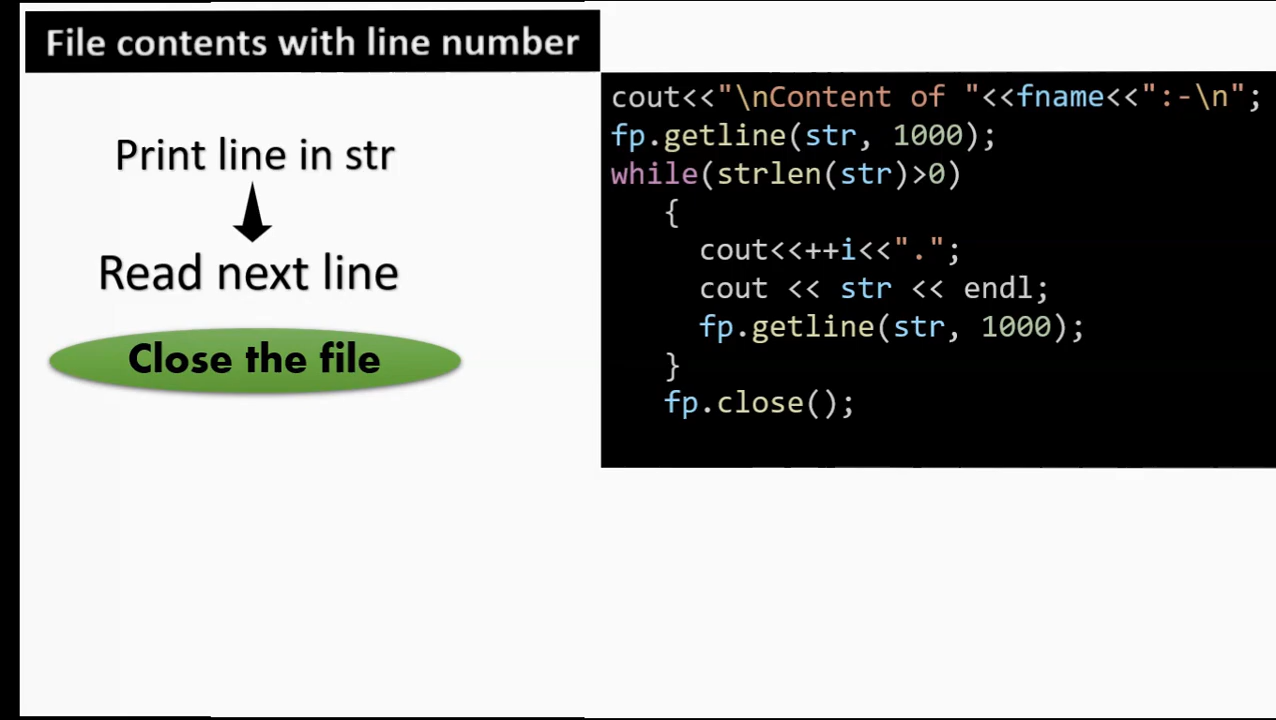 File contents with line number
Print line in str
Read next line
Close the file
cout<<"\nContent of "<<fname<<":-\n";
fp.getline(str, 1000);
while(strlen(str)>0)
{
cout<<++i<<".";
cout << str << endl;
fp.getline(str, 1000);
}
fp.close();